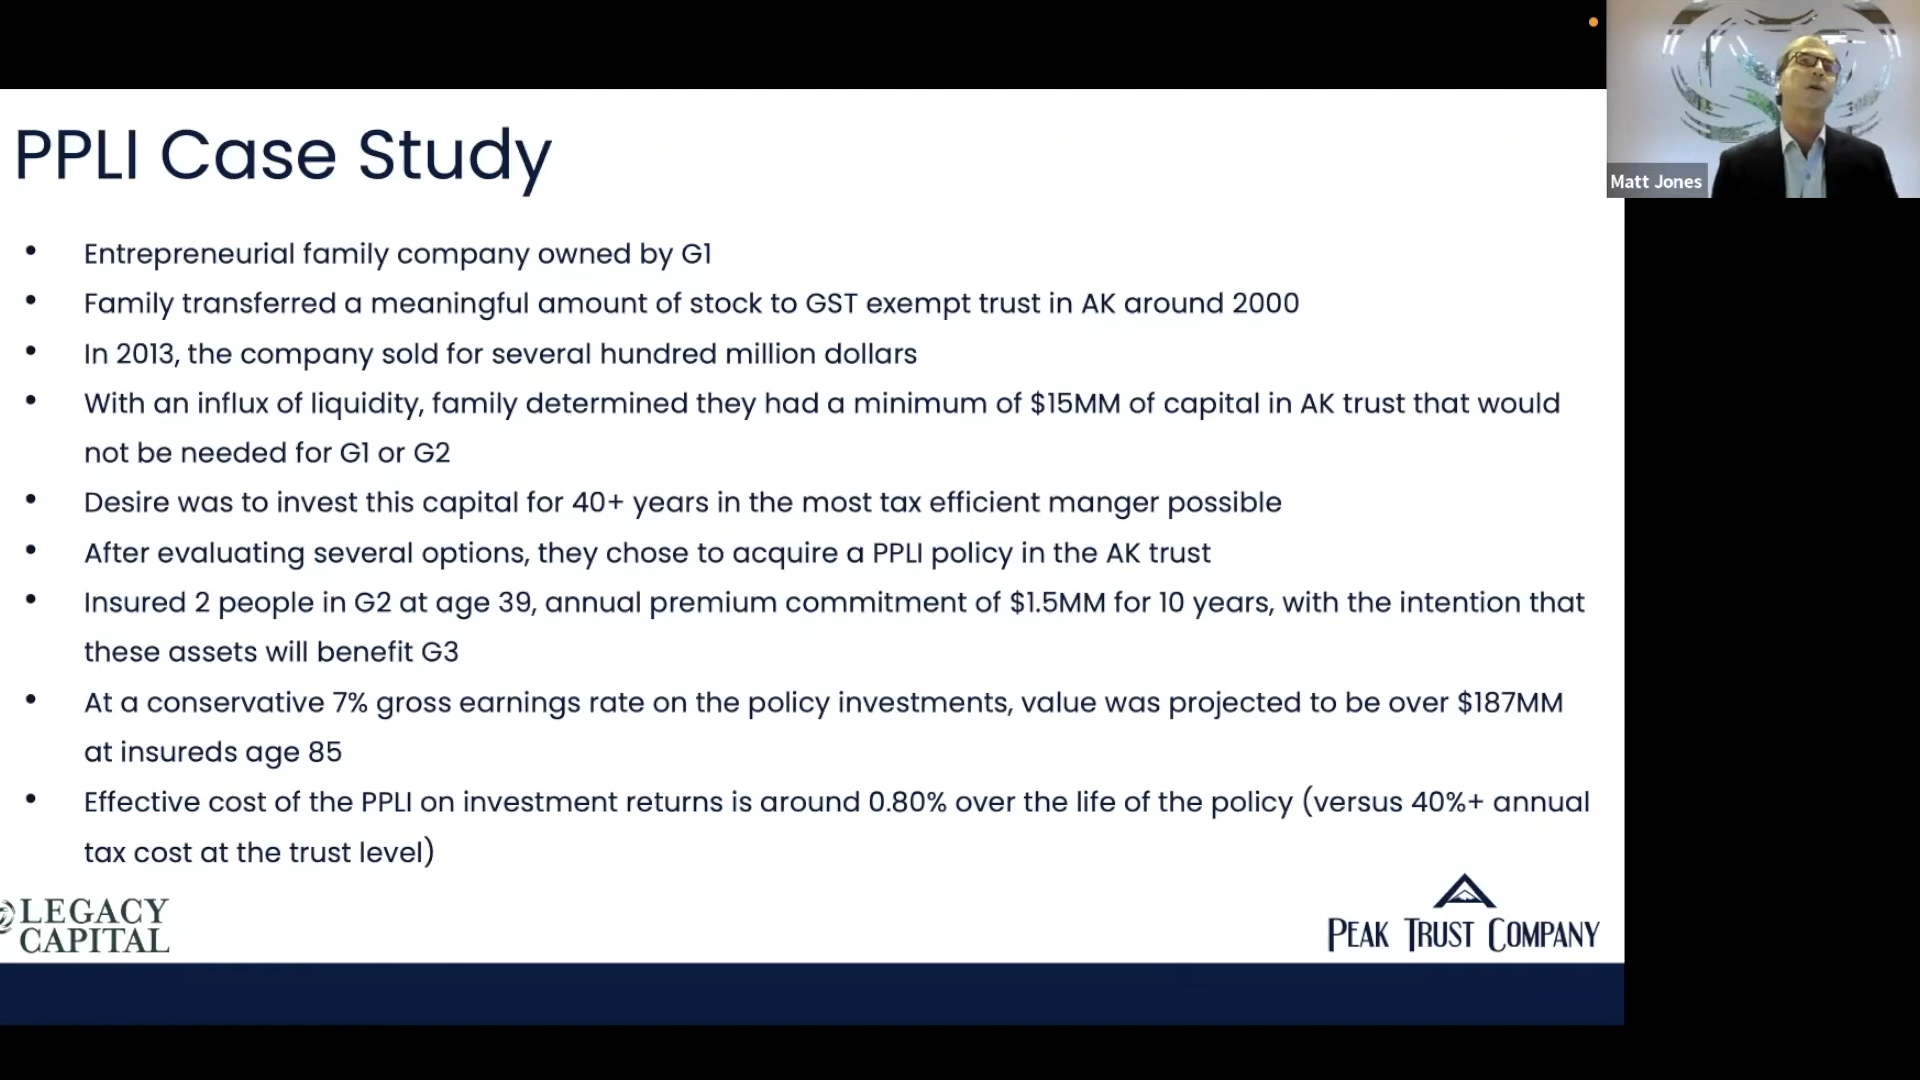 PPLI Case Study
Matt Jones
• Entrepreneurial family company owned by G1
• Family transferred a meaningful amount of stock to GST exempt trust in AK around 2000
• In 2013, the company sold for several hundred million dollars
• With an influx of liquidity, family determined they had a minimum of $15MM of capital in AK trust that would
not be needed for G1 or G2
• Desire was to invest this capital for 40+ years in the most tax efficient manger possible
• After evaluating several options, they chose to acquire a PPLI policy in the AK trust
• Insured 2 people in G2 at age 39, annual premium commitment of $1.5MM for 10 years, with the intention that
these assets will benefit G3
• At a conservative 7% gross earnings rate on the policy investments, value was projected to be over $187MM
at insureds age 85
• Effective cost of the PPLI on investment returns is around 0.80% over the life of the policy (versus 40%+ annual
tax cost at the trust level)
LEGACY
CAPITAL
PEAK TRUST COMPANY